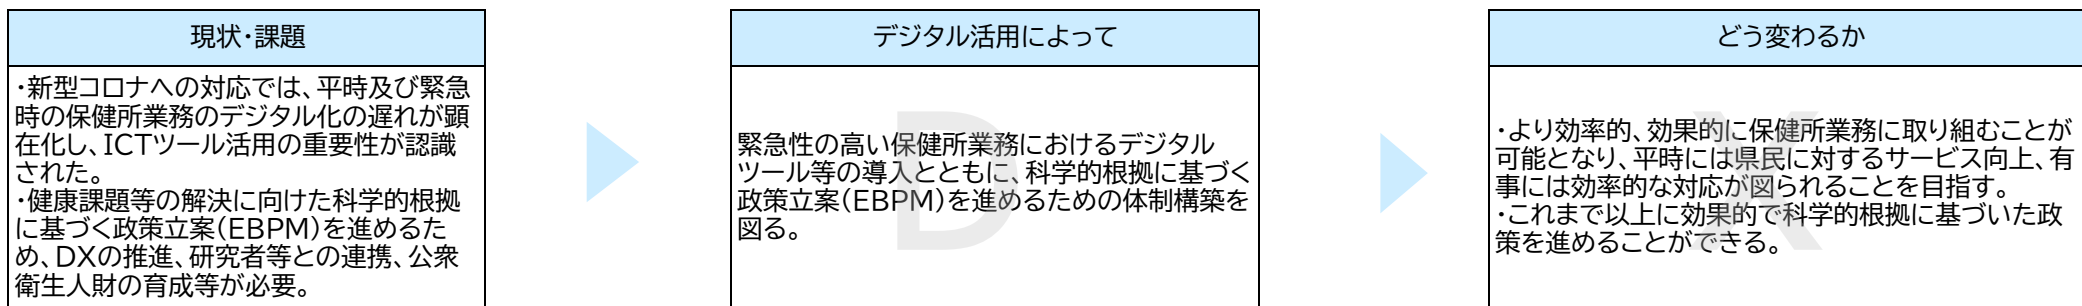 現状・課題
・新型コロナへの対応では、平時及び緊急
時の保健所業務のデジタル化の遅れが顕
在化し、ICTツール活用の重要性が認識
された。
・健康課題等の解決に向けた科学的根拠
に基づく政策立案（EBPM）を進めるた
め、DXの推進、研究者等との連携、公衆
衛生人財の育成等が必要。
デジタル活用によって
緊急性の高い保健所業務におけるデジタル
ツール等の導入とともに、科学的根拠に基づく
政策立案（EBPM）を進めるための体制構築を
図る。
D
どう変わるか
・より効率的、効果的に保健所業務に取り組むことが
可能となり、平時には県民に対するサービス向上、有
事には効率的な対応が図られることを目指す。
・これまで以上に効果的で科学的根拠に基づいた政
策を進めることができる。
X